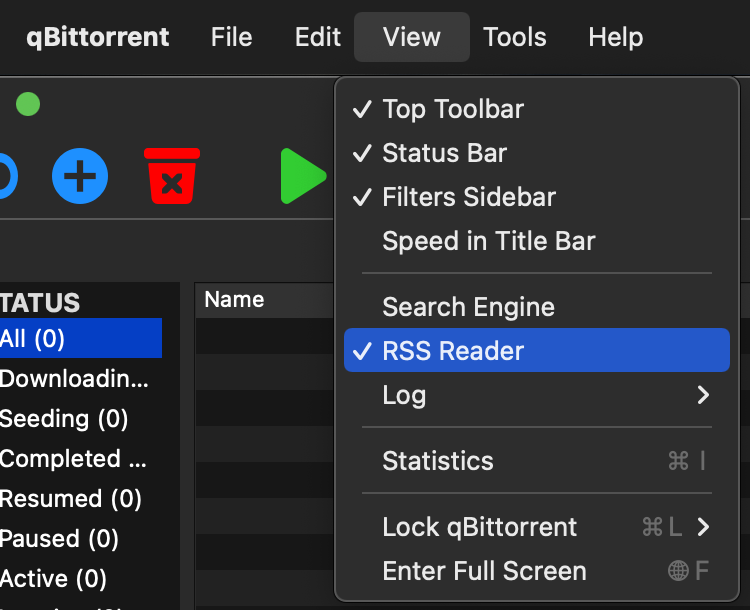 qBittorrent File Edit View Tools Help
✓ Top Toolbar
✓ Status Bar
✓ Filters Sidebar
Speed in Title Bar
Search Engine
✓ RSS Reader
Log
Statistics ⌘ I
Lock qBittorrent ⌘ L
Enter Full Screen 🌐 F
Name
TATUS
All (0)
Downloadin...
Seeding (0)
Completed ...
Resumed (0)
Paused (0)
Active (0)